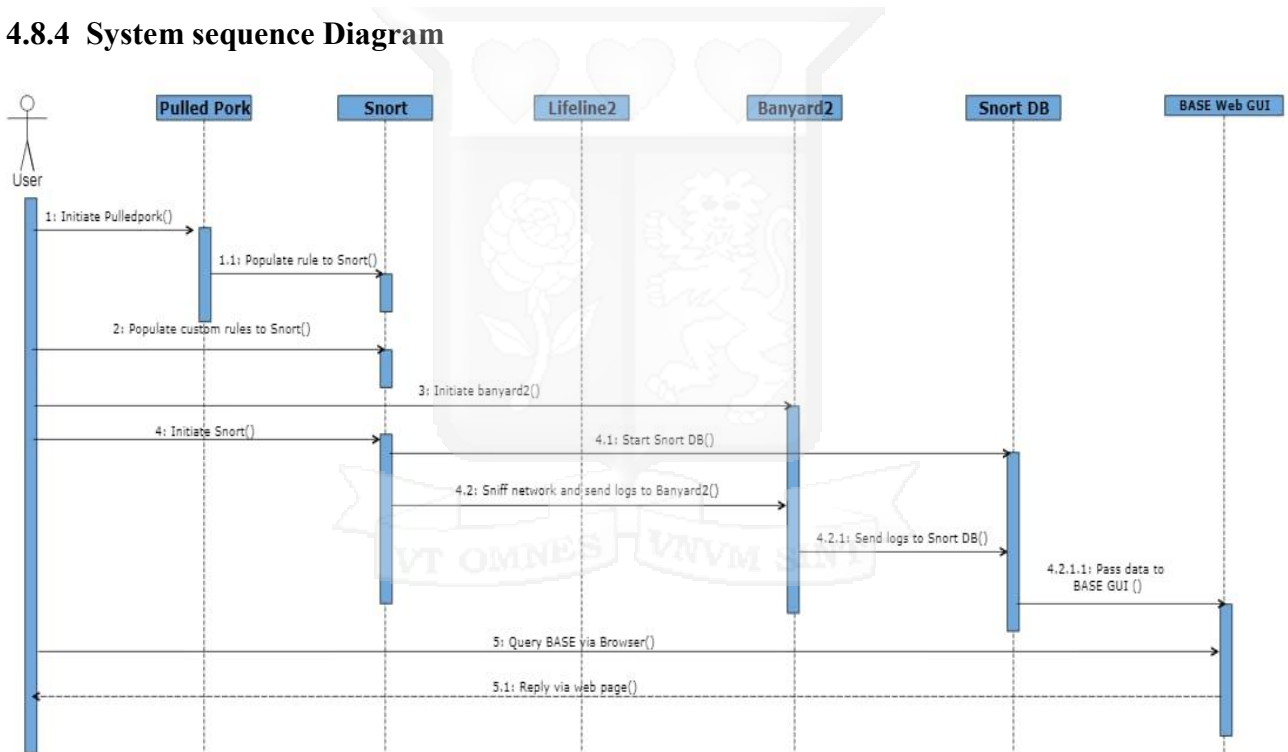 4.8.4 System sequence Diagram
Pulled Pork
Snort
Lifeline2
Banyard2
Snort DB
BASE Web GUI
User
1: Initiate Pulledpork()
1.1: Populate rule to Snort()
2: Populate custom rules to Snort()
3: Initiate banyard2()
4: Initiate Snort()
4.1: Start Snort DB()
4.2: Sniff network and send logs to Banyard2()
4.2.1: Send logs to Snort DB()
4.2.1.1: Pass data to
BASE GUI ()
5: Query BASE via Browser()
5.1: Reply via web page()
VT OMNES VNVM SINT